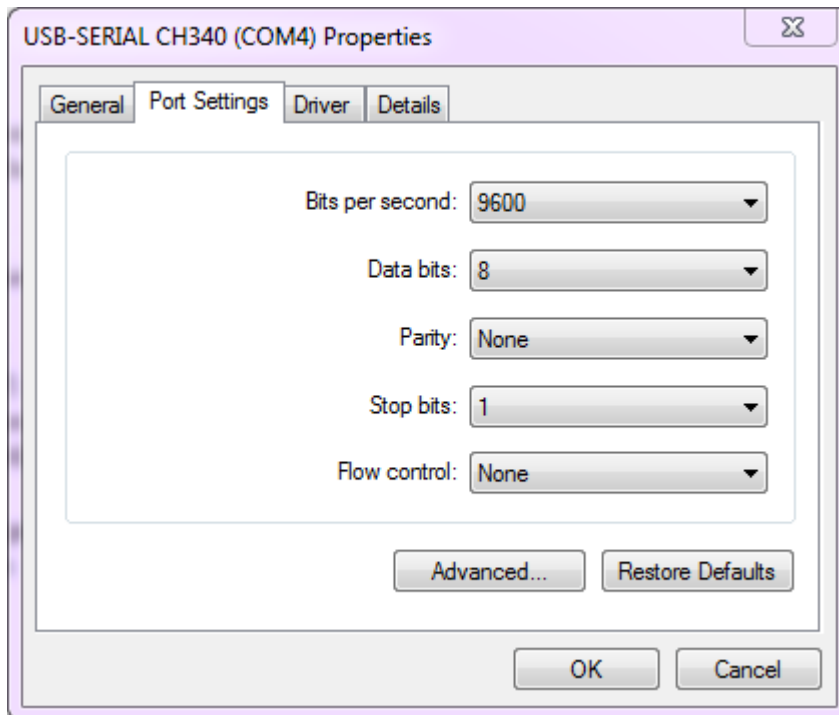 USB-SERIAL CH340 (COM4) Properties
General Port Settings Driver Details
Bits per second: 9600
Data bits: 8
Parity: None
Stop bits: 1
Flow control: None
Advanced... Restore Defaults
OK Cancel